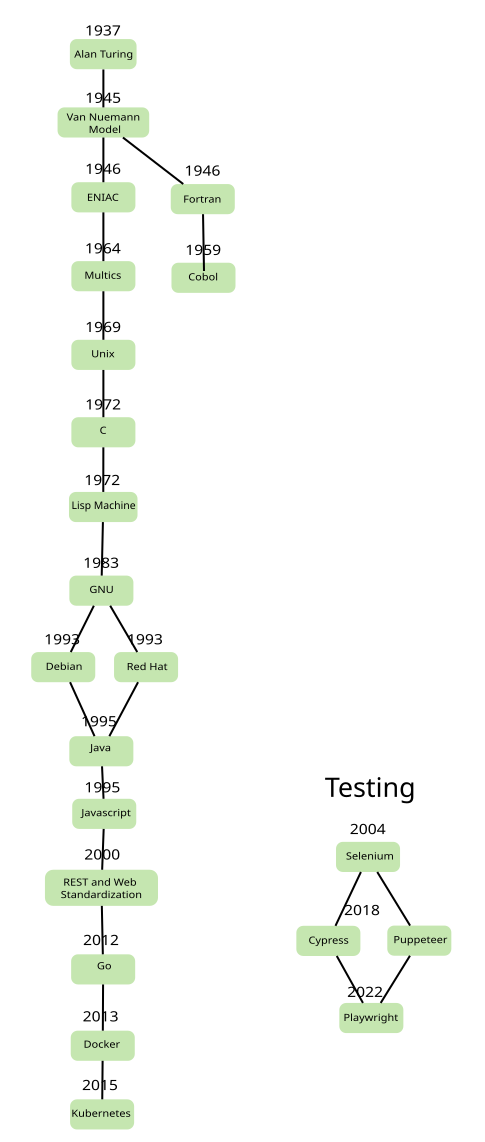 1937
Alan Turing
1945
Van Nuemann
Model
1946
ENIAC
1946
Fortran
1964
Multics
1959
Cobol
1969
Unix
1972
C
1972
Lisp Machine
1983
GNU
1993
Debian
1993
Red Hat
1995
Java
1995
Javascript
2000
REST and Web
Standardization
2012
Go
2013
Docker
2015
Kubernetes
Testing
2004
Selenium
2018
Cypress
Puppeteer
2022
Playwright